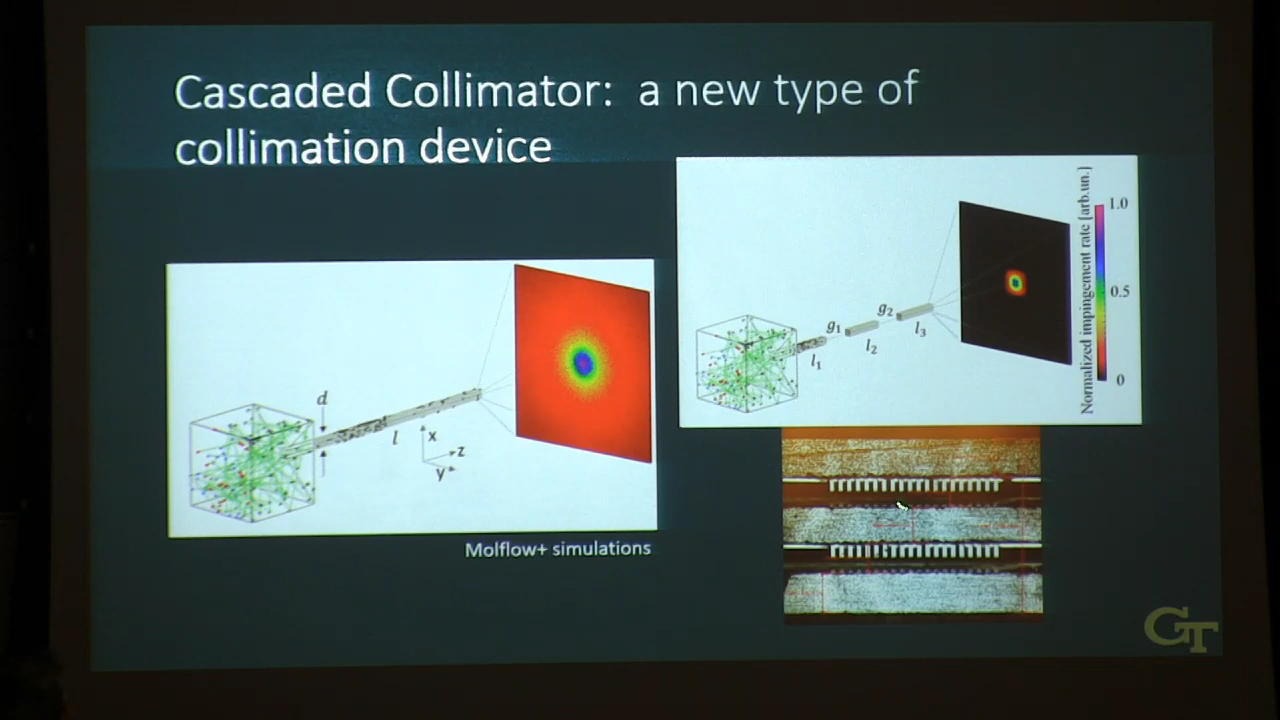 Cascaded Collimator: a new type of
collimation device
d
l
x
z
y
Molflow+ simulations
g₁
g₂
l₁
l₂
l₃
Normalized impingement rate [arb.un.]
1.0
0.5
0
GT